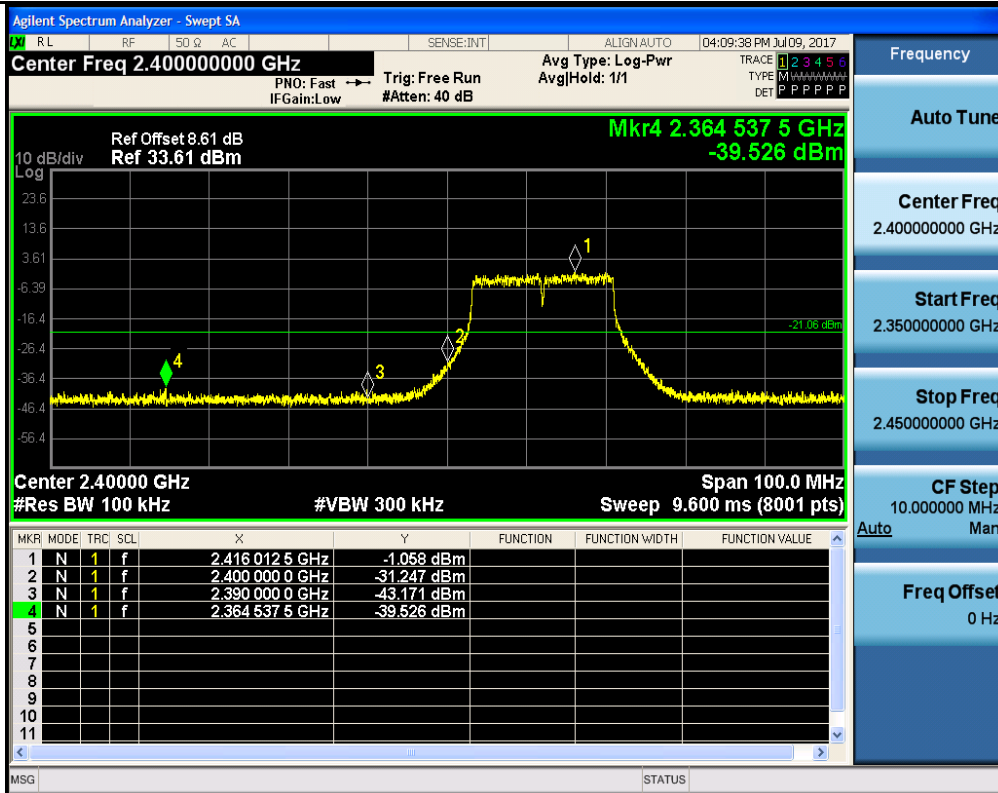 Agilent Spectrum Analyzer - Swept SA
LXI RL RF 50 Ω AC SENSE:INT ALIGN AUTO 04:09:38 PM Jul 09, 2017
Center Freq 2.400000000 GHz
PNO: Fast
IFGain:Low
Trig: Free Run
#Atten: 40 dB
Avg Type: Log-Pwr
Avg|Hold: 1/1
TRACE 1 2 3 4 5 6
TYPE M WWWWW
DET P P P P P P
Mkr4 2.364 537 5 GHz
-39.526 dBm
Ref Offset 8.61 dB
10 dB/div Ref 33.61 dBm
Log
23.6
13.6
3.61
-6.39
-16.4
-26.4
-36.4
-46.4
-56.4
1
2
3
4
-21.06 dBm
Center 2.40000 GHz Span 100.0 MHz
#Res BW 100 kHz #VBW 300 kHz Sweep 9.600 ms (8001 pts)
MKR MODE TRC SCL X Y FUNCTION FUNCTION WIDTH FUNCTION VALUE
1 N 1 f 2.416 012 5 GHz -1.058 dBm
2 N 1 f 2.400 000 0 GHz -31.247 dBm
3 N 1 f 2.390 000 0 GHz -43.171 dBm
4 N 1 f 2.364 537 5 GHz -39.526 dBm
5
6
7
8
9
10
11
MSG STATUS
Frequency
Auto Tune
Center Freq
2.400000000 GHz
Start Freq
2.350000000 GHz
Stop Freq
2.450000000 GHz
CF Step
10.000000 MHz
Auto Man
Freq Offset
0 Hz